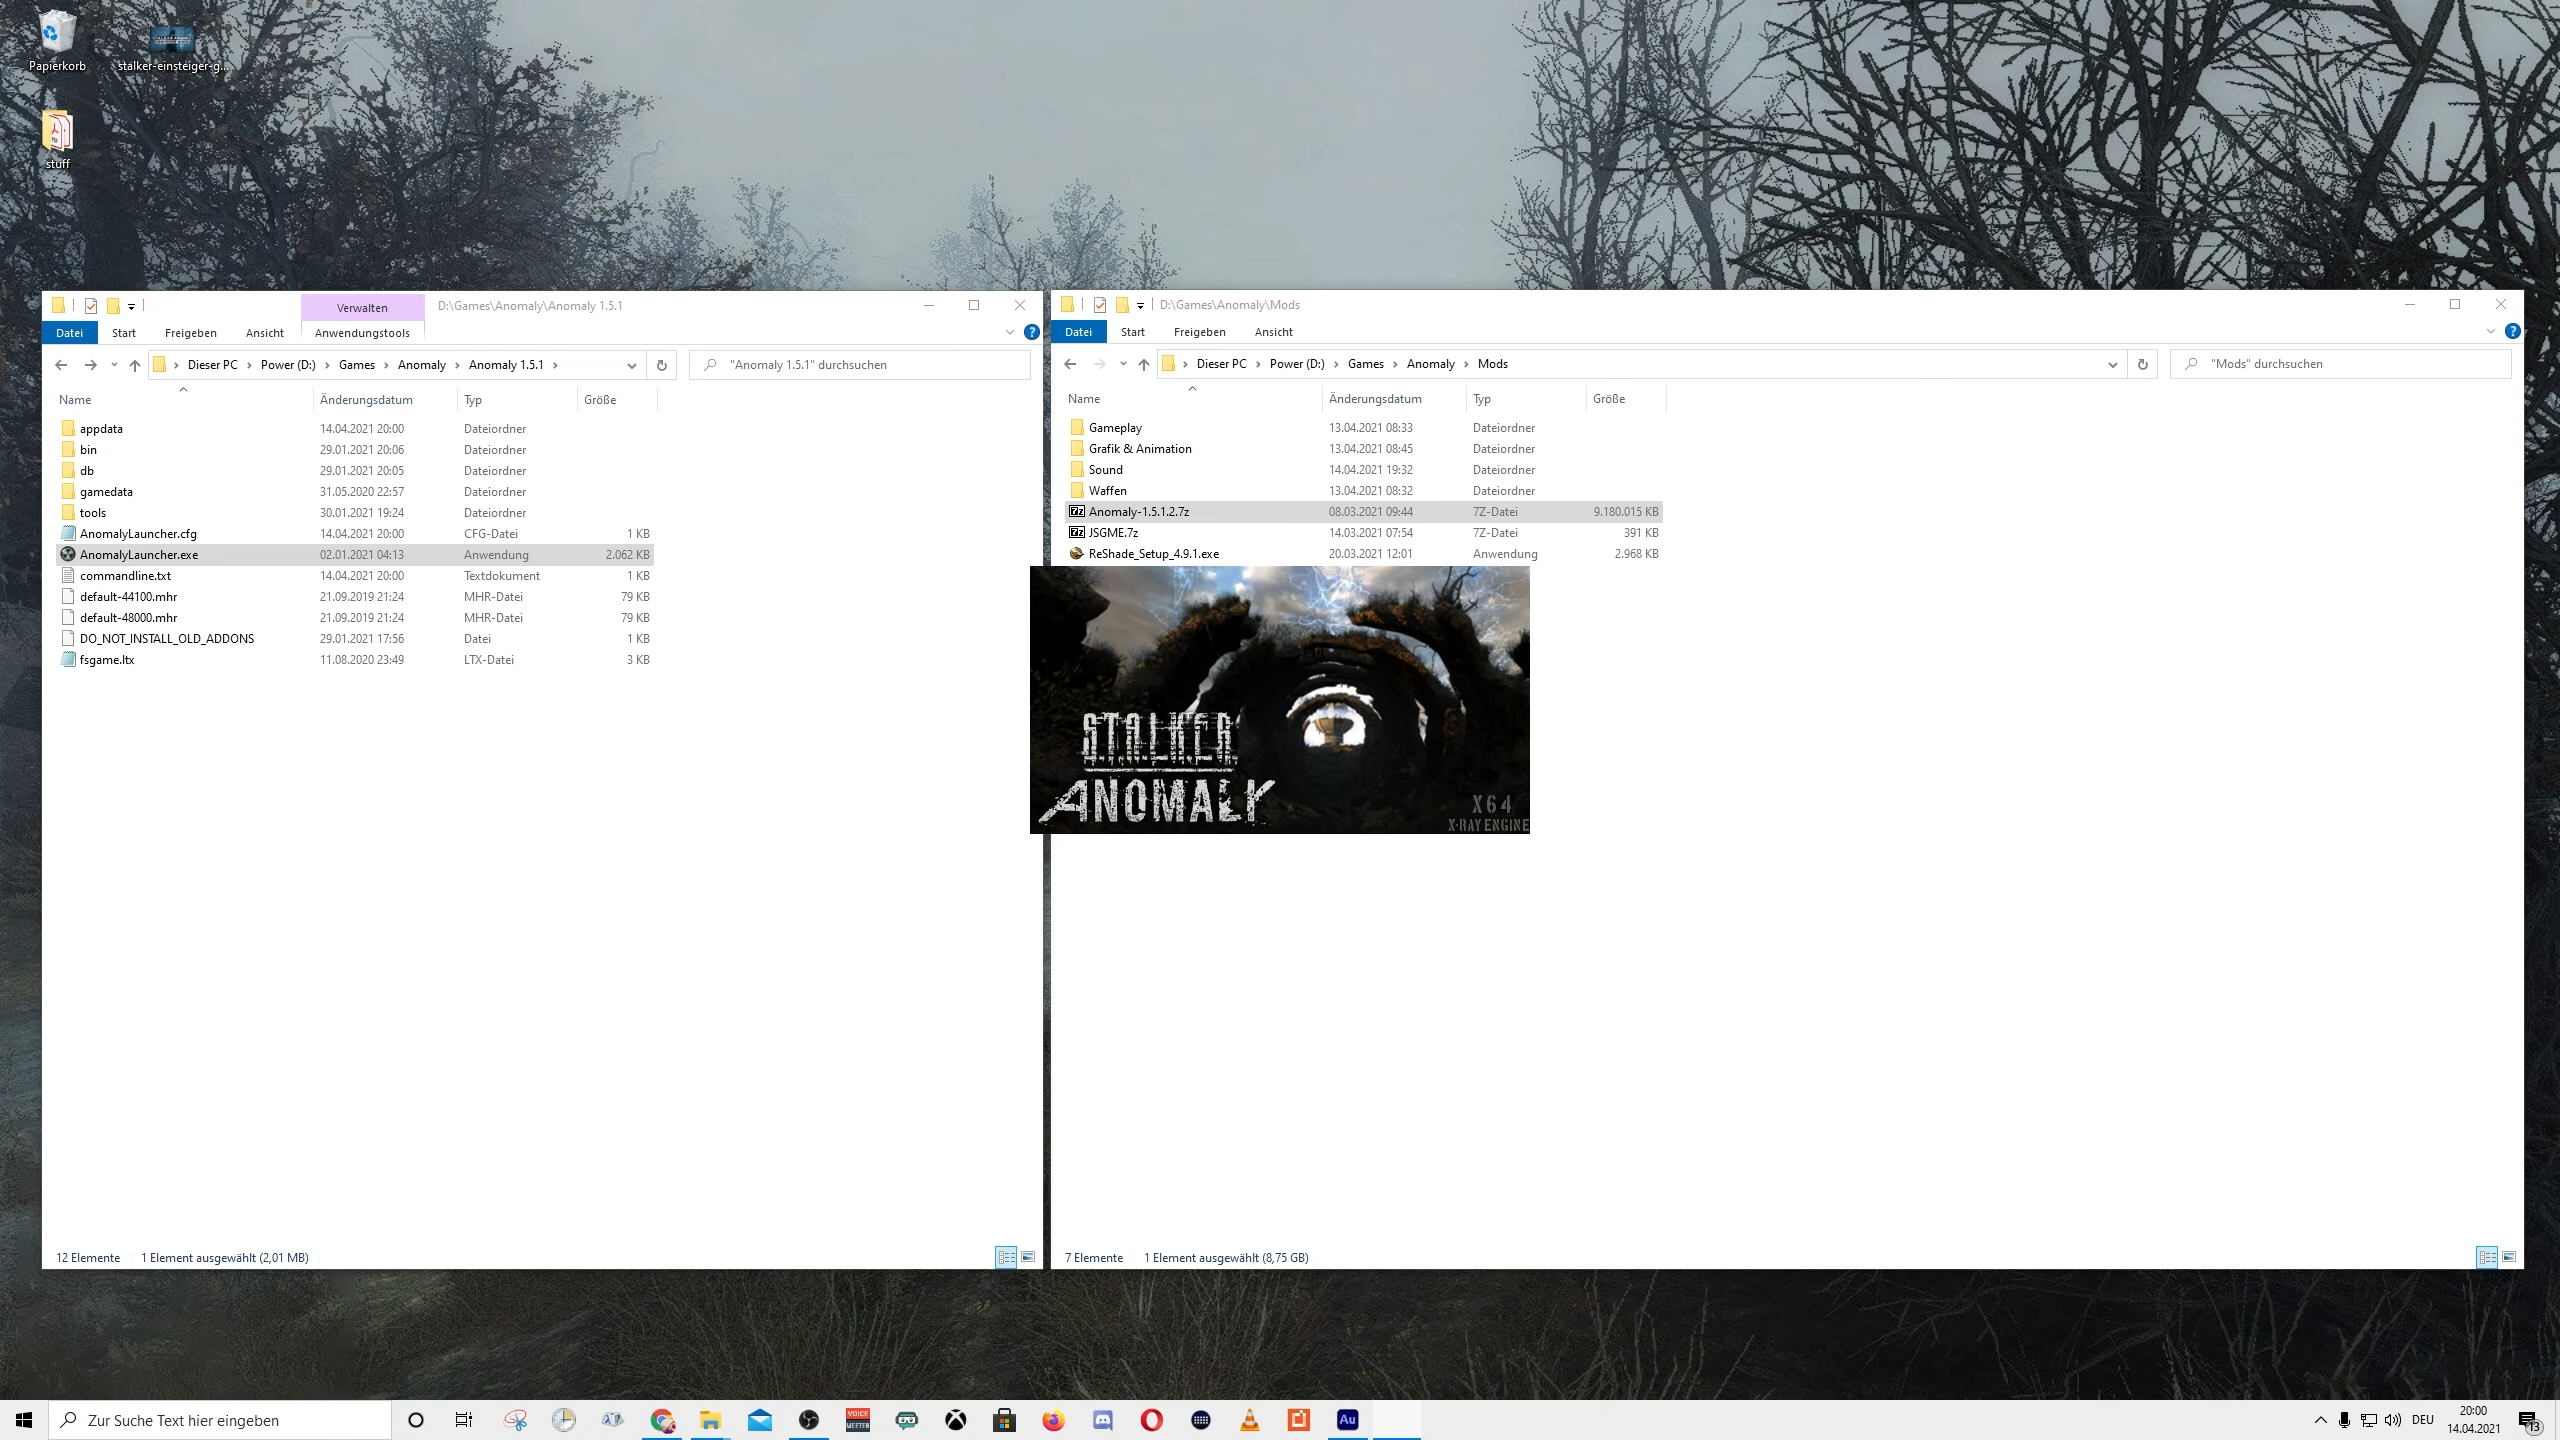 Papierkorb
stalker-einsteiger-g...
stuff
Verwalten
D:\Games\Anomaly\Anomaly 1.5.1
Datei Start Freigeben Ansicht Anwendungstools
Dieser PC Power (D:) Games Anomaly Anomaly 1.5.1
"Anomaly 1.5.1" durchsuchen
Name Änderungsdatum Typ Größe
appdata 14.04.2021 20:00 Dateiordner
bin 29.01.2021 20:06 Dateiordner
db 29.01.2021 20:05 Dateiordner
gamedata 31.05.2020 22:57 Dateiordner
tools 30.01.2021 19:24 Dateiordner
AnomalyLauncher.cfg 14.04.2021 20:00 CFG-Datei 1 KB
AnomalyLauncher.exe 02.01.2021 04:13 Anwendung 2.062 KB
commandline.txt 14.04.2021 20:00 Textdokument 1 KB
default-44100.mhr 21.09.2019 21:24 MHR-Datei 79 KB
default-48000.mhr 21.09.2019 21:24 MHR-Datei 79 KB
DO_NOT_INSTALL_OLD_ADDONS 29.01.2021 17:56 Datei 1 KB
fsgame.ltx 11.08.2020 23:49 LTX-Datei 3 KB
12 Elemente 1 Element ausgewählt (2,01 MB)
D:\Games\Anomaly\Mods
Datei Start Freigeben Ansicht
Dieser PC Power (D:) Games Anomaly Mods
"Mods" durchsuchen
Name Änderungsdatum Typ Größe
Gameplay 13.04.2021 08:33 Dateiordner
Grafik & Animation 13.04.2021 08:45 Dateiordner
Sound 14.04.2021 19:32 Dateiordner
Waffen 13.04.2021 08:32 Dateiordner
Anomaly-1.5.1.2.7z 08.03.2021 09:44 7Z-Datei 9.180.015 KB
JSGME.7z 14.03.2021 07:54 7Z-Datei 391 KB
ReShade_Setup_4.9.1.exe 20.03.2021 12:01 Anwendung 2.968 KB
S.T.A.L.K.E.R.
ANOMALY
X64
X-RAY ENGINE
7 Elemente 1 Element ausgewählt (8,75 GB)
Zur Suche Text hier eingeben
VOICE
MEETER
Au
DEU
20:00
14.04.2021
13